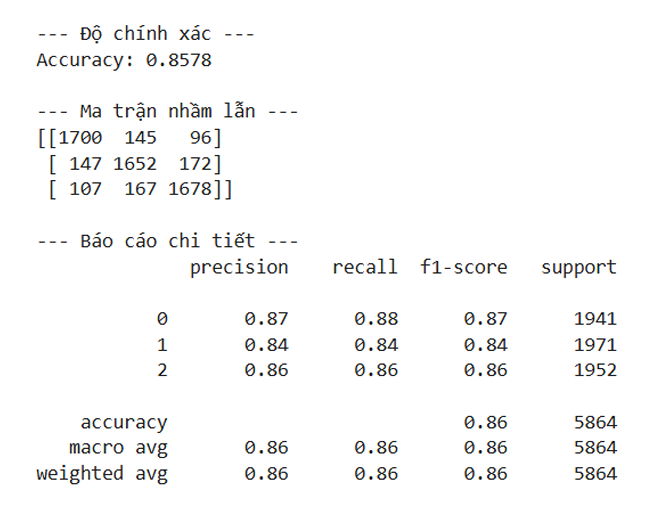 --- Độ chính xác ---
Accuracy: 0.8578
--- Ma trận nhầm lẫn ---
[[1700 145 96]
[ 147 1652 172]
[ 107 167 1678]]
--- Báo cáo chi tiết ---
precision recall f1-score support
0 0.87 0.88 0.87 1941
1 0.84 0.84 0.84 1971
2 0.86 0.86 0.86 1952
accuracy 0.86 5864
macro avg 0.86 0.86 0.86 5864
weighted avg 0.86 0.86 0.86 5864